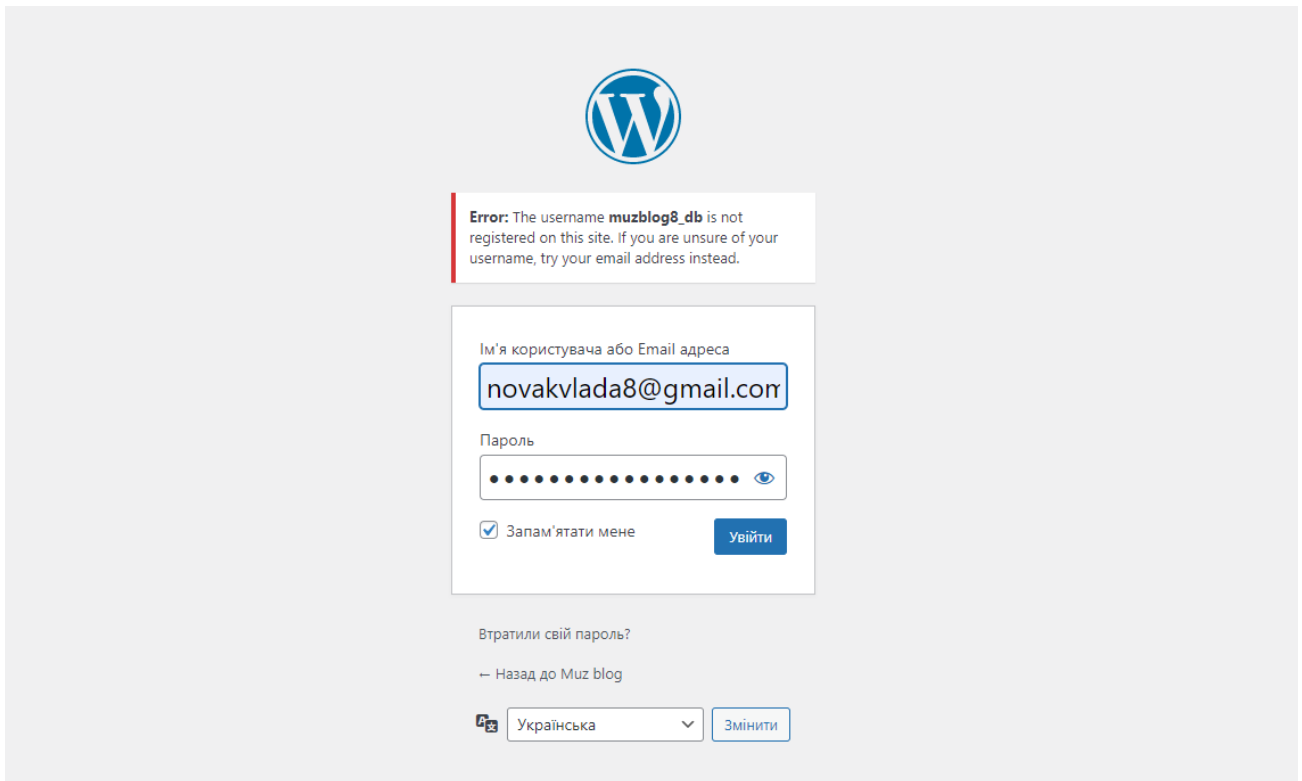 Error: The username muzblog8_db is not
registered on this site. If you are unsure of your
username, try your email address instead.
Ім'я користувача або Email адреса
novakvlada8@gmail.com
Пароль
Запам'ятати мене
Увійти
Втратили свій пароль?
← Назад до Muz blog
Українська
Змінити